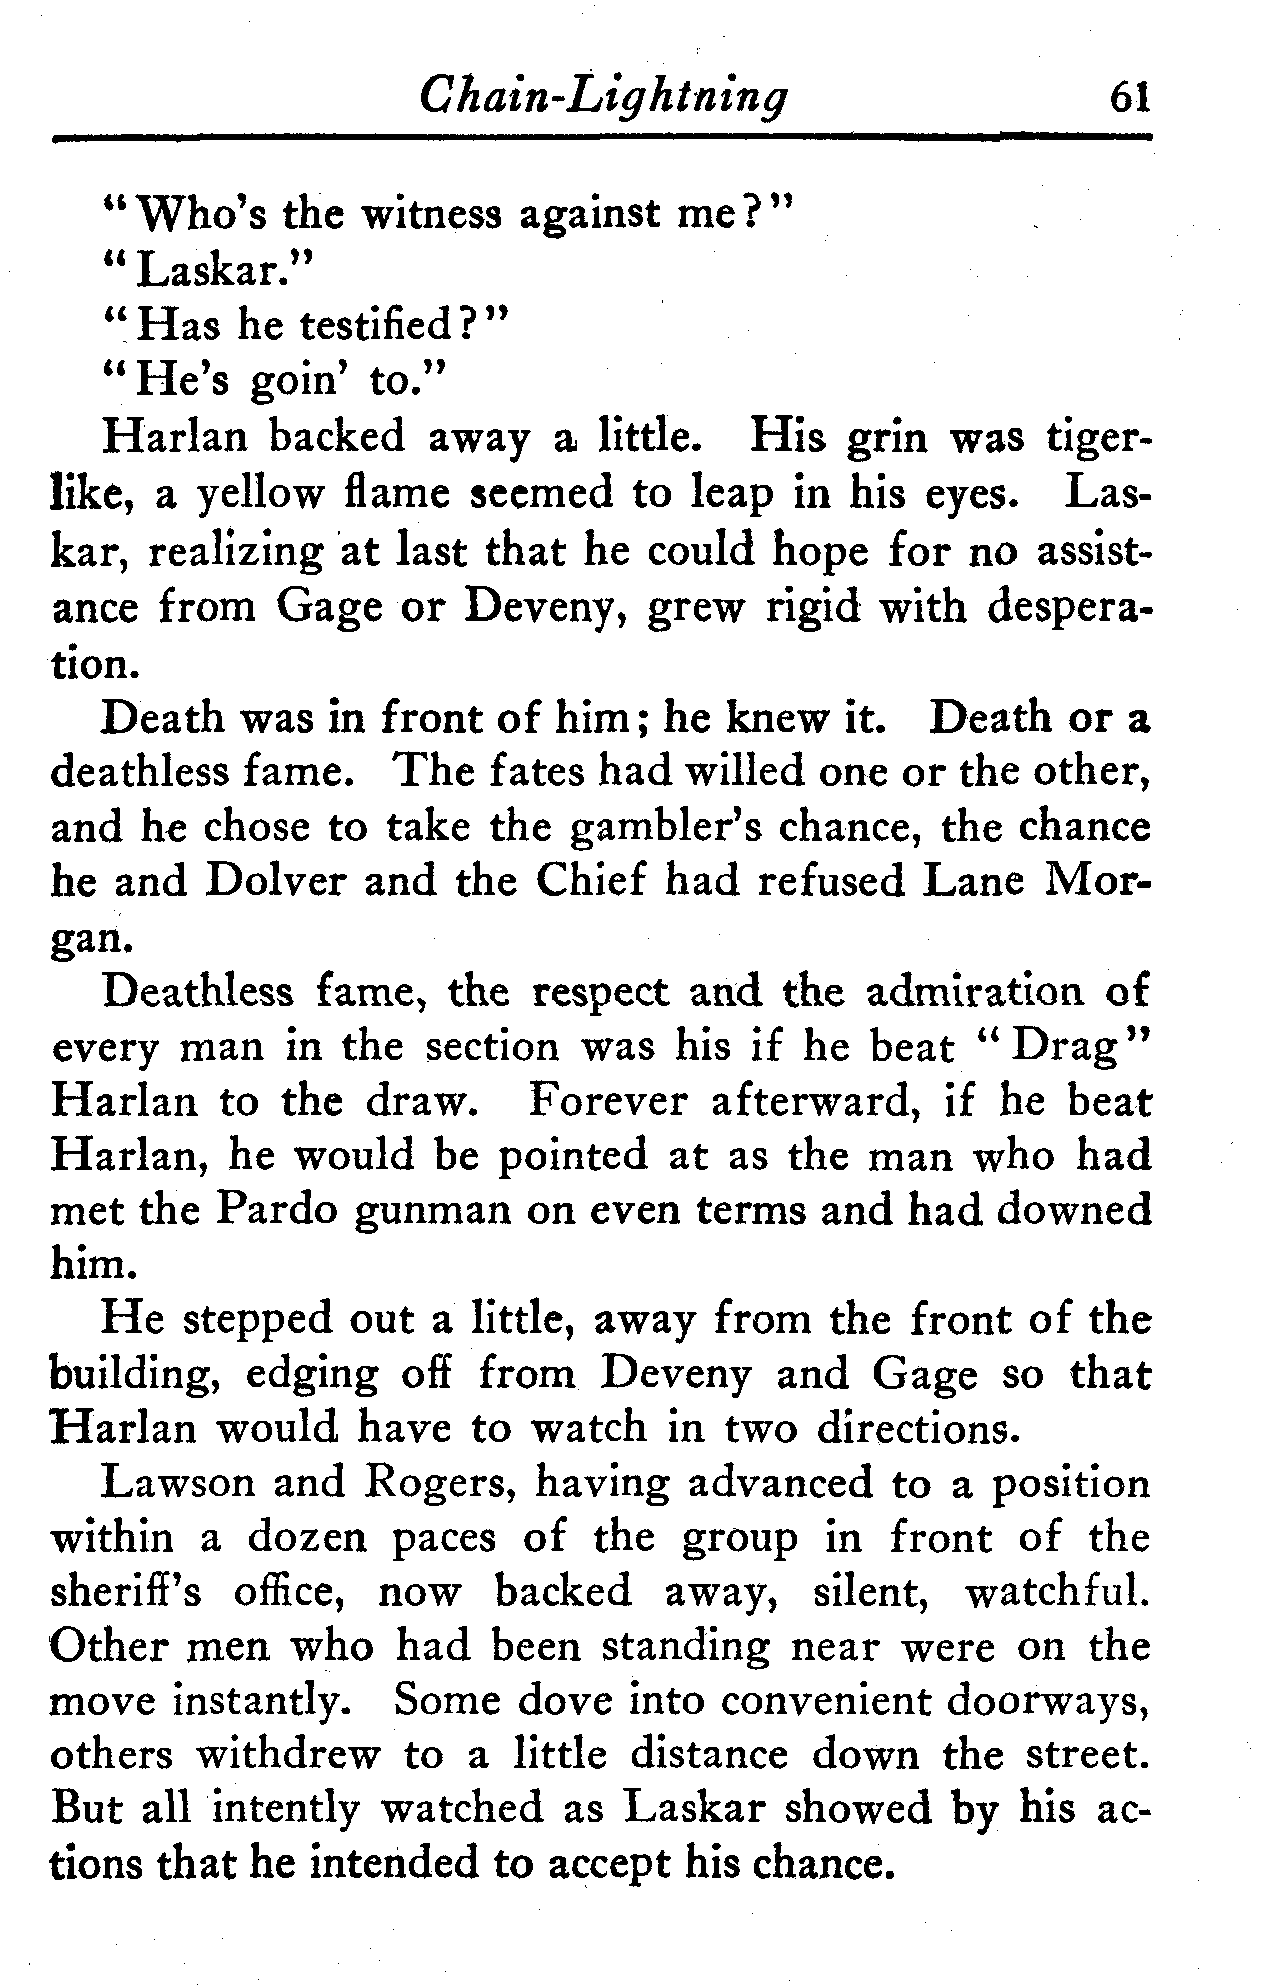 Chain-Lightning 61
"Who's the witness against me?"
"Laskar."
"Has he testified?"
"He's goin' to."
Harlan backed away a little. His grin was tiger-
like, a yellow flame seemed to leap in his eyes. Las-
kar, realizing at last that he could hope for no assist-
ance from Gage or Deveny, grew rigid with despera-
tion.
Death was in front of him; he knew it. Death or a
deathless fame. The fates had willed one or the other,
and he chose to take the gambler's chance, the chance
he and Dolver and the Chief had refused Lane Mor-
gan.
Deathless fame, the respect and the admiration of
every man in the section was his if he beat "Drag"
Harlan to the draw. Forever afterward, if he beat
Harlan, he would be pointed at as the man who had
met the Pardo gunman on even terms and had downed
him.
He stepped out a little, away from the front of the
building, edging off from Deveny and Gage so that
Harlan would have to watch in two directions.
Lawson and Rogers, having advanced to a position
within a dozen paces of the group in front of the
sheriff's office, now backed away, silent, watchful.
Other men who had been standing near were on the
move instantly. Some dove into convenient doorways,
others withdrew to a little distance down the street.
But all intently watched as Laskar showed by his ac-
tions that he intended to accept his chance.